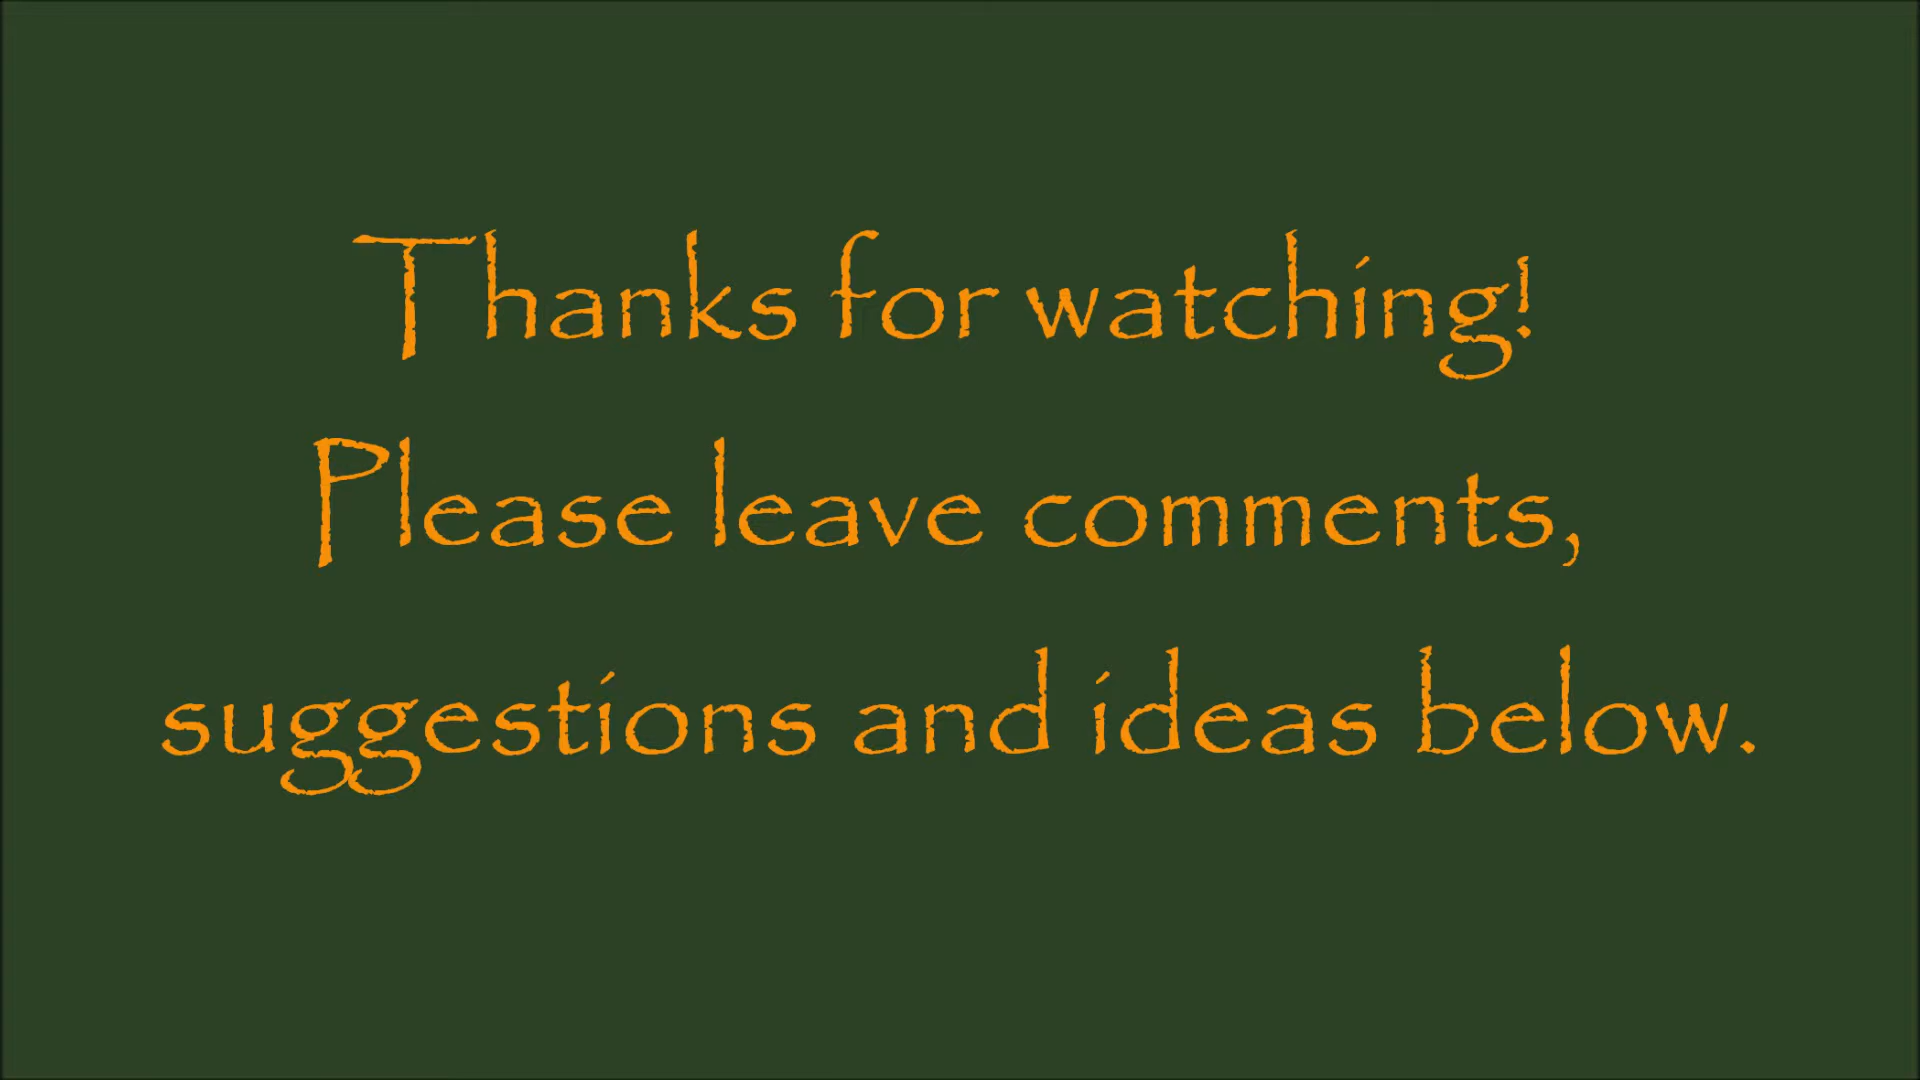 Thanks for watching!
Please leave comments,
suggestions and ideas below.